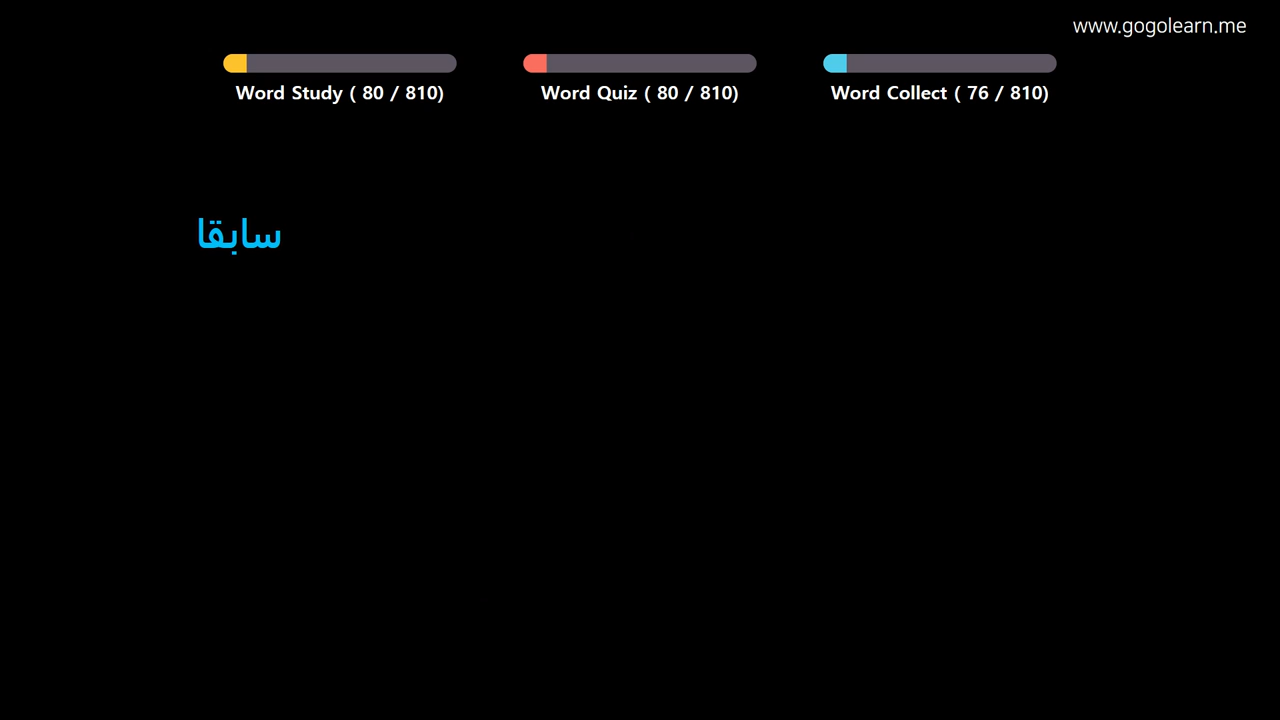 www.gogolearn.me
Word Study ( 80 / 810)
Word Quiz ( 80 / 810)
Word Collect ( 76 / 810)
سابقا